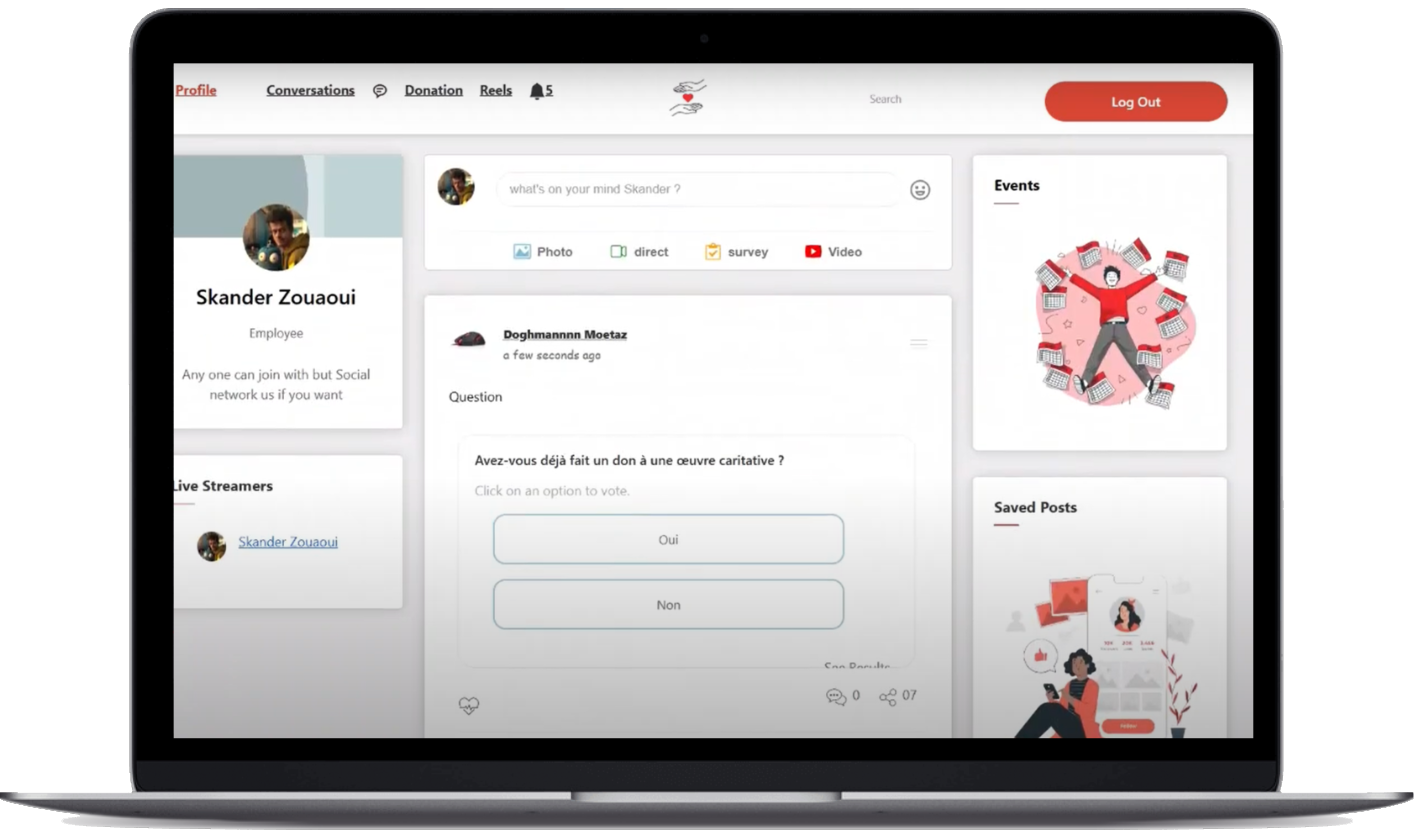 Profile
Conversations
Donation
Reels
5
Search
Log Out
Skander Zouaoui
Employee
Any one can join with but Social
network us if you want
Live Streamers
Skander Zouaoui
what's on your mind Skander ?
Photo
direct
survey
Video
Doghmannnn Moetaz
a few seconds ago
Question
Avez-vous déjà fait un don à une œuvre caritative ?
Click on an option to vote.
Oui
Non
See Results
0
07
Events
Saved Posts